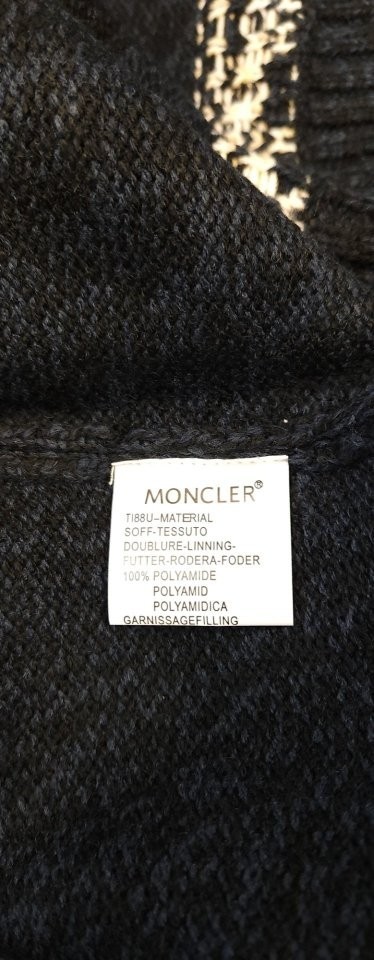 MONCLER®
TI88U-MATERIAL
SOFF-TESSUTO
DOUBLURE-LINNING-
FUTTER-RODERA-FODER
100% POLYAMIDE
POLYAMID
POLYAMIDICA
GARNISSAGEFILLING